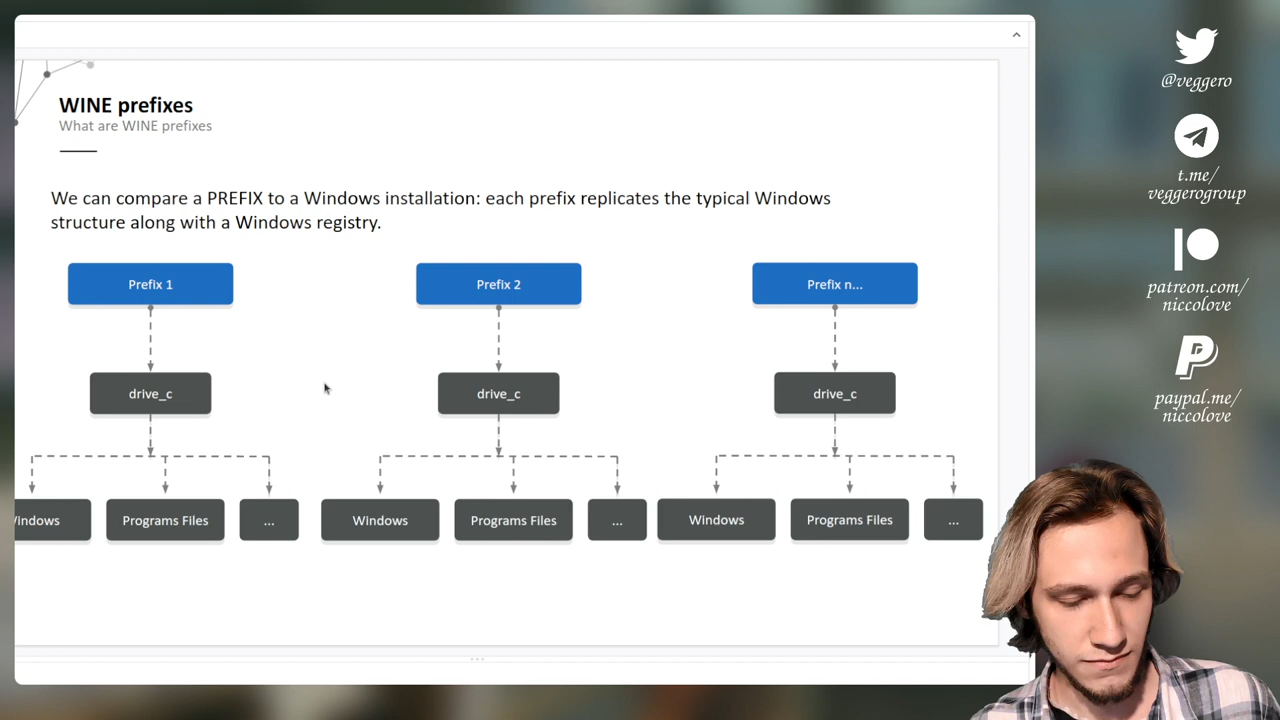 WINE prefixes
What are WINE prefixes
We can compare a PREFIX to a Windows installation: each prefix replicates the typical Windows
structure along with a Windows registry.
Prefix 1
Prefix 2
Prefix n...
drive_c
drive_c
drive_c
indows
Programs Files
...
Windows
Programs Files
...
Windows
Programs Files
...
@veggero
t.me/
veggerogroup
patreon.com/
niccolove
paypal.me/
niccolove